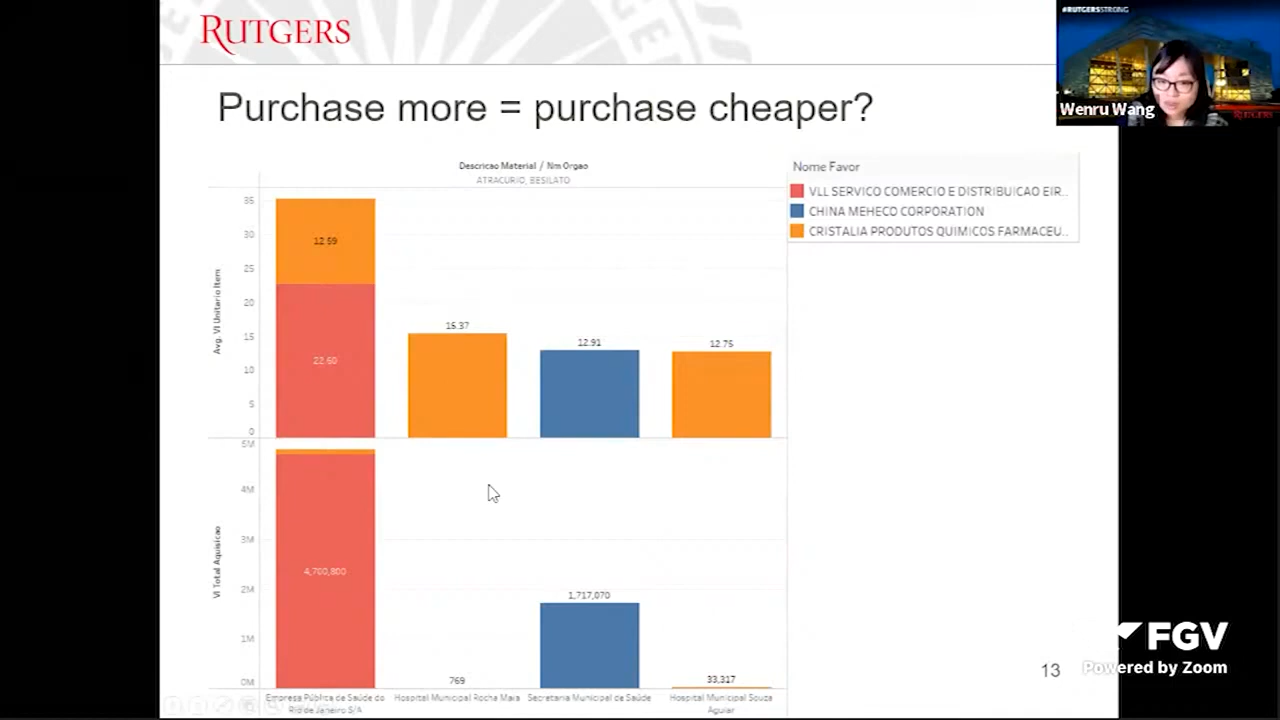 RUTGERS
#RUTGERSSTRONG
Wenru Wang
RUTGERS
Purchase more = purchase cheaper?
Descricao Material / Nm Orgao
ATRACURIO, BESILATO
Nome Favor
VLL SERVICO COMERCIO E DISTRIBUICAO EIR..
CHINA MEHECO CORPORATION
CRISTALIA PRODUTOS QUIMICOS FARMACEU..
Avg. Vl Unitario Item
35
30
25
20
15
10
5
0
12.69
22.60
15.37
12.91
12.75
Vl Total Aquisicao
5M
4M
3M
2M
1M
0M
4,700,800
769
1,717,070
33,317
Empresa Pública de Saúde do
Rio de Janeiro S/A
Hospital Municipal Rocha Maia
Secretaria Municipal de Saúde
Hospital Municipal Souza
Aguiar
13
FGV
Powered by Zoom